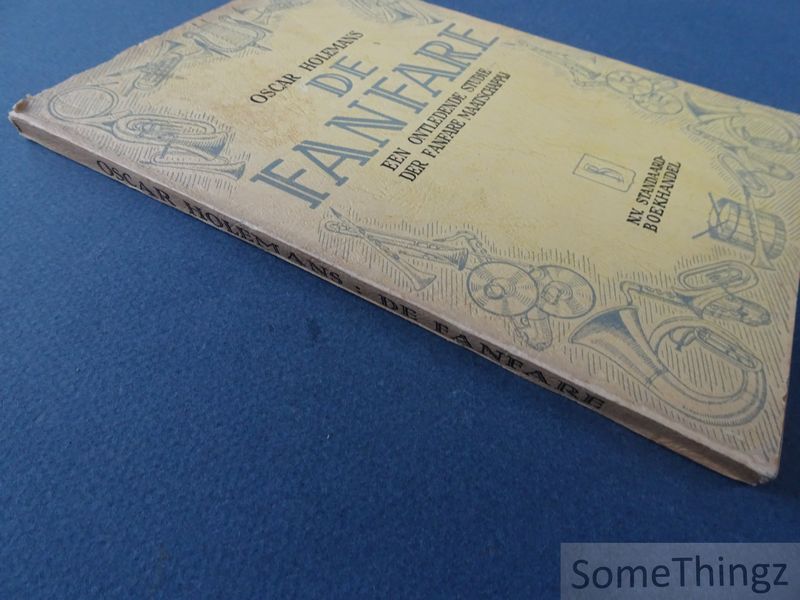 OSCAR HOLEMANS
DE
FANFARE
EEN ONTLEDENDE STUDIE
DER FANFARE MAATSCHAPPIJ
N.V. STANDAARD-
BOEKHANDEL
OSCAR HOLEMANS : DE FANFARE
SomeThingz